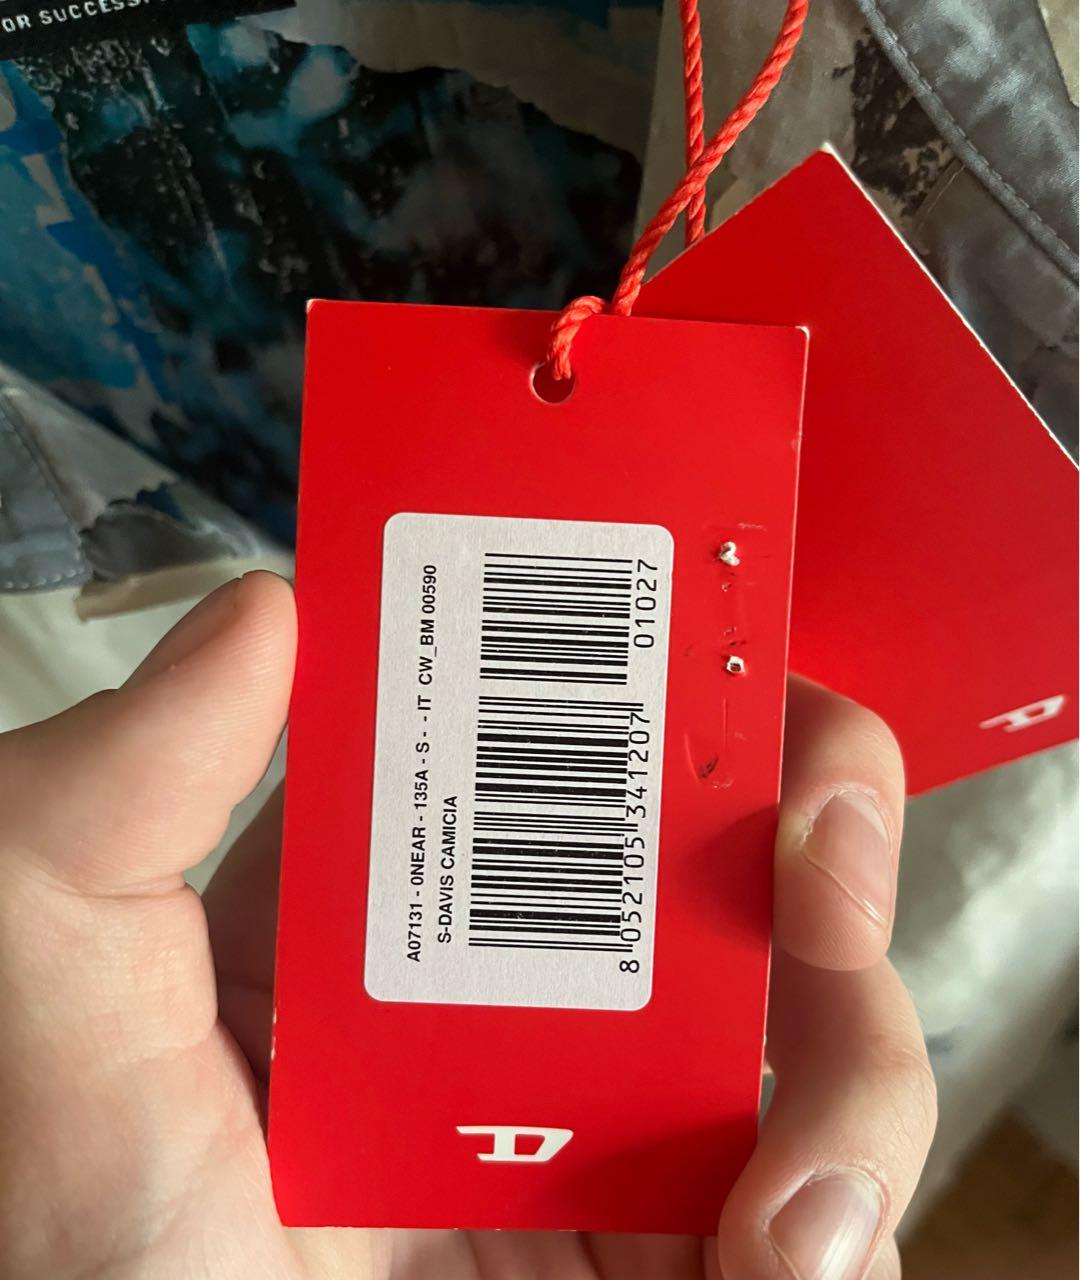 OR SUCCESS
A07131 - 0NEAR - 135A - S - - IT CW_BM 00590
S-DAVIS CAMICIA
8 052105 341207
01027